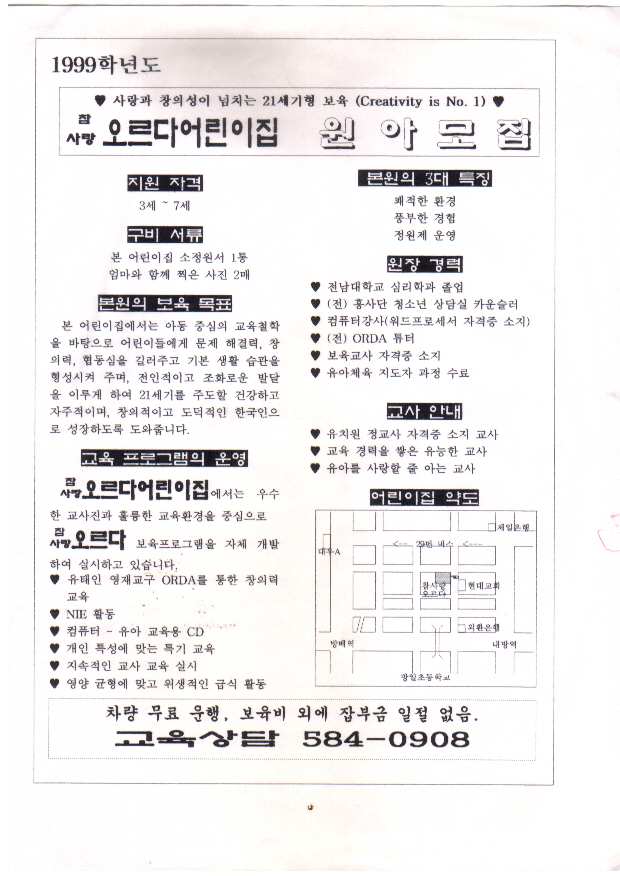 1999학년도
♥ 사랑과 창의성이 넘치는 21세기형 보육 (Creativity is No. 1) ♥
참사랑 오르다어린이집 원아모집
지원 자격
3세 ~ 7세
구비 서류
본 어린이집 소정원서 1통
엄마와 함께 찍은 사진 2매
본원의 보육 목표
본 어린이집에서는 아동 중심의 교육철학
을 바탕으로 어린이들에게 문제 해결력, 창
의력, 협동심을 길러주고 기본 생활 습관을
형성시켜 주며, 전인적이고 조화로운 발달
을 이루게 하여 21세기를 주도할 건강하고
자주적이며, 창의적이고 도덕적인 한국인으
로 성장하도록 도와줍니다.
교육 프로그램의 운영
참사랑오르다어린이집에서는 우수
한 교사진과 훌륭한 교육환경을 중심으로
참사랑오르다 보육프로그램을 자체 개발
하여 실시하고 있습니다.
♥ 유태인 영재교구 ORDA를 통한 창의력
교육
♥ NIE 활동
♥ 컴퓨터 - 유아 교육용 CD
♥ 개인 특성에 맞는 특기 교육
♥ 지속적인 교사 교육 실시
♥ 영양 균형에 맞고 위생적인 급식 활동
본원의 3대 특징
쾌적한 환경
풍부한 경험
정원제 운영
원장 경력
♥ 전남대학교 심리학과 졸업
♥ (전) 흥사단 청소년 상담실 카운슬러
♥ 컴퓨터강사(워드프로세서 자격증 소지)
♥ (전) ORDA 튜터
♥ 보육교사 자격증 소지
♥ 유아체육 지도자 과정 수료
교사 안내
♥ 유치원 정교사 자격증 소지 교사
♥ 교육 경력을 쌓은 유능한 교사
♥ 유아를 사랑할 줄 아는 교사
어린이집 약도
제일은행
대우A
<-- 29번 버스 <--
참사랑
오르다
현대교회
외환은행
방배역
내방역
방일초등학교
차량 무료 운행, 보육비 외에 잡부금 일절 없음.
교육상담 584-0908